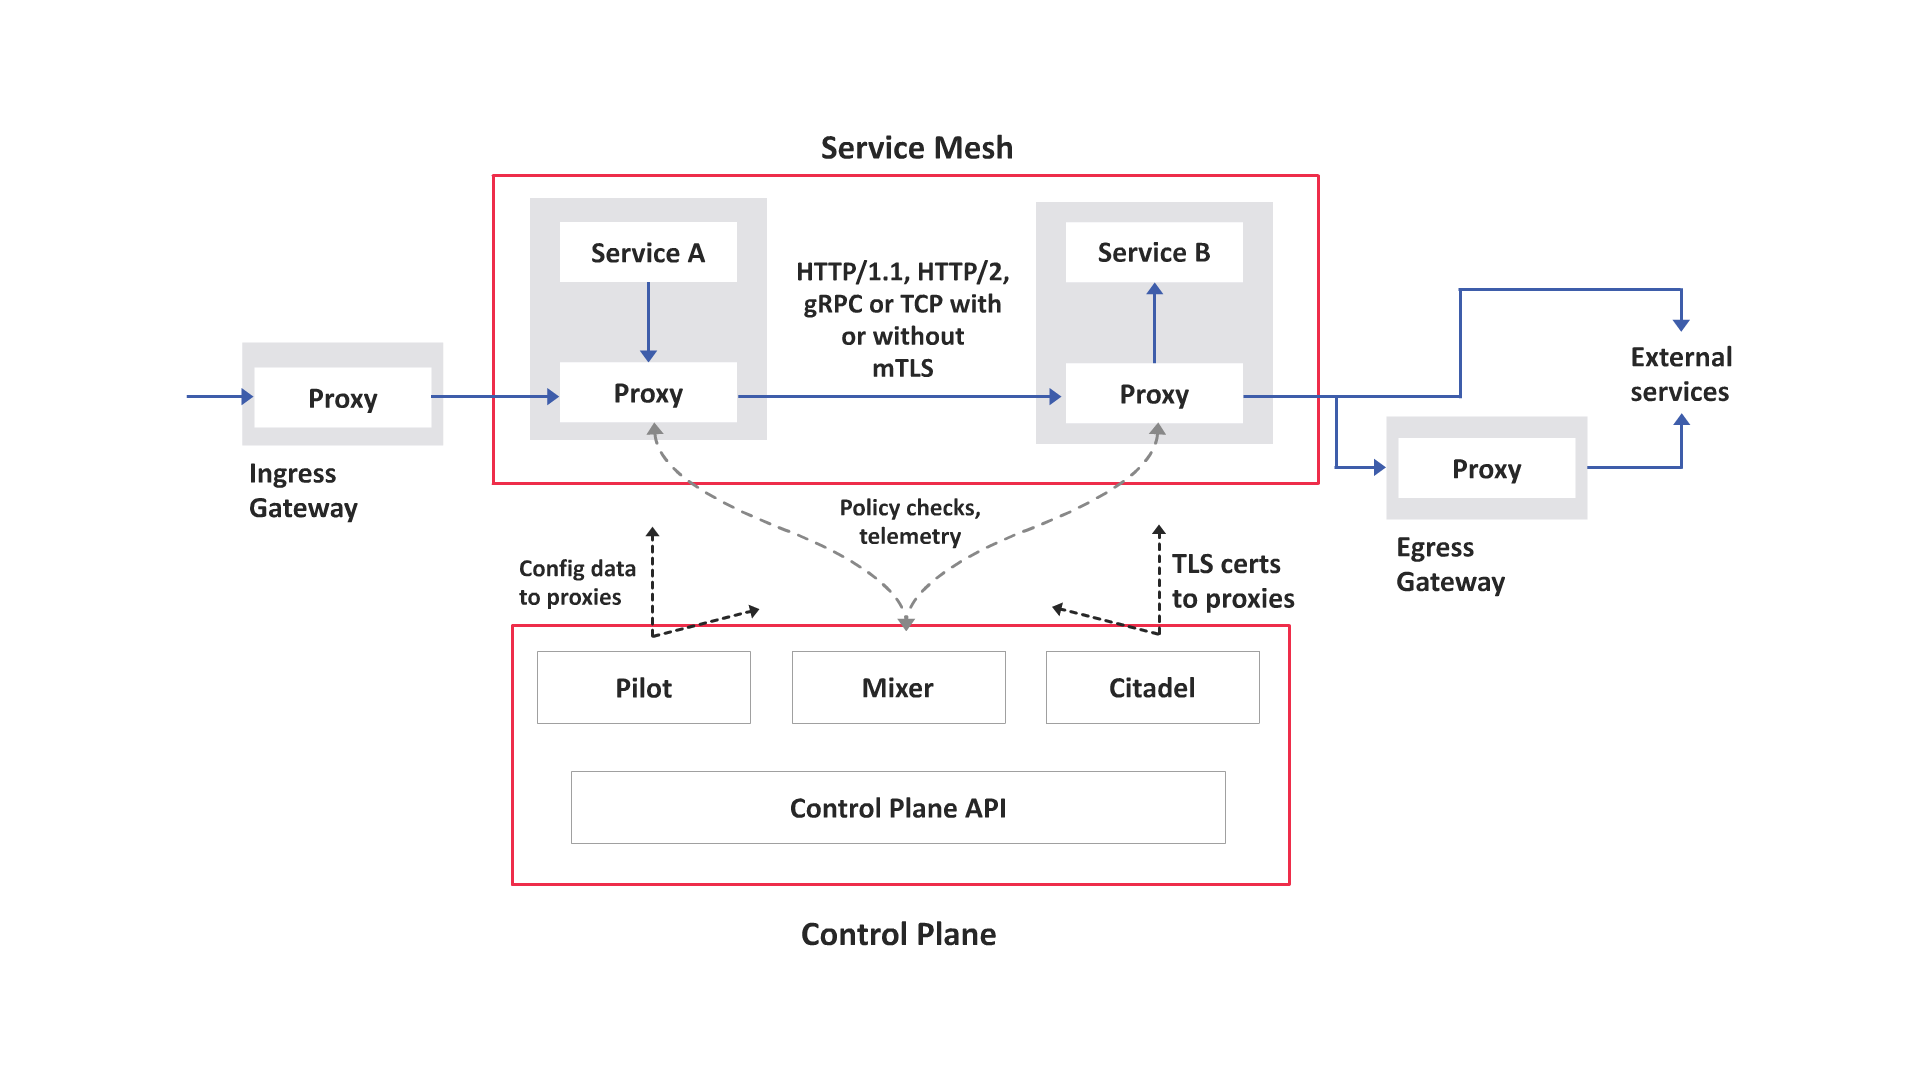 Service Mesh
Service A
Service B
HTTP/1.1, HTTP/2,
gRPC or TCP with
or without
mTLS
Proxy
Proxy
Proxy
External
services
Proxy
Ingress
Gateway
Policy checks,
telemetry
Egress
Gateway
Config data
to proxies
TLS certs
to proxies
Pilot
Mixer
Citadel
Control Plane API
Control Plane